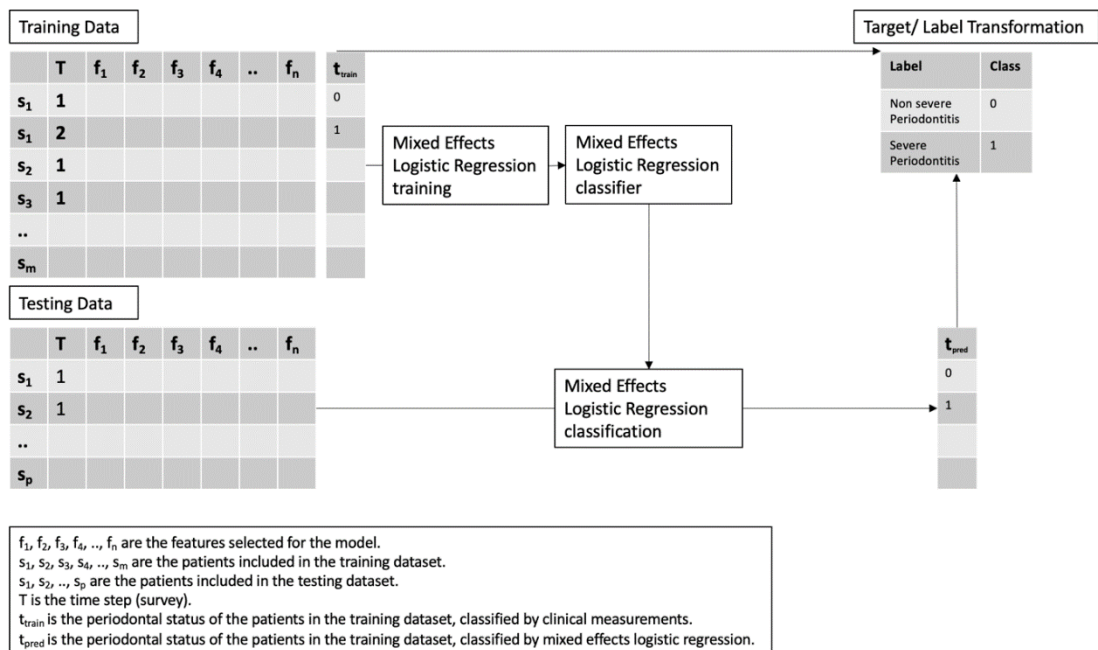 Training Data
T f₁ f₂ f₃ f₄ .. fₙ
s₁ 1
s₁ 2
s₂ 1
s₃ 1
..
sₘ
t_train
0
1
Mixed Effects
Logistic Regression
training
Mixed Effects
Logistic Regression
classifier
Target/ Label Transformation
Label Class
Non severe
Periodontitis 0
Severe
Periodontitis 1
Testing Data
T f₁ f₂ f₃ f₄ .. fₙ
s₁ 1
s₂ 1
..
sₚ
Mixed Effects
Logistic Regression
classification
t_pred
0
1
f₁, f₂, f₃, f₄, .., fₙ are the features selected for the model.
s₁, s₂, s₃, s₄, .., sₘ are the patients included in the training dataset.
s₁, s₂, .., sₚ are the patients included in the testing dataset.
T is the time step (survey).
t_train is the periodontal status of the patients in the training dataset, classified by clinical measurements.
t_pred is the periodontal status of the patients in the training dataset, classified by mixed effects logistic regression.